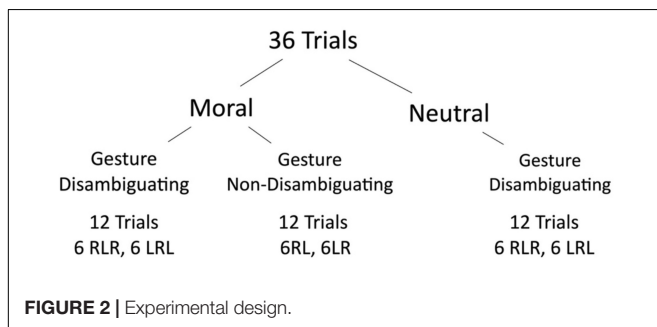 36 Trials
Moral
Neutral
Gesture Disambiguating
Gesture Non-Disambiguating
Gesture Disambiguating
12 Trials
6 RLR, 6 LRL
12 Trials
6RL, 6LR
12 Trials
6 RLR, 6 LRL
FIGURE 2 | Experimental design.